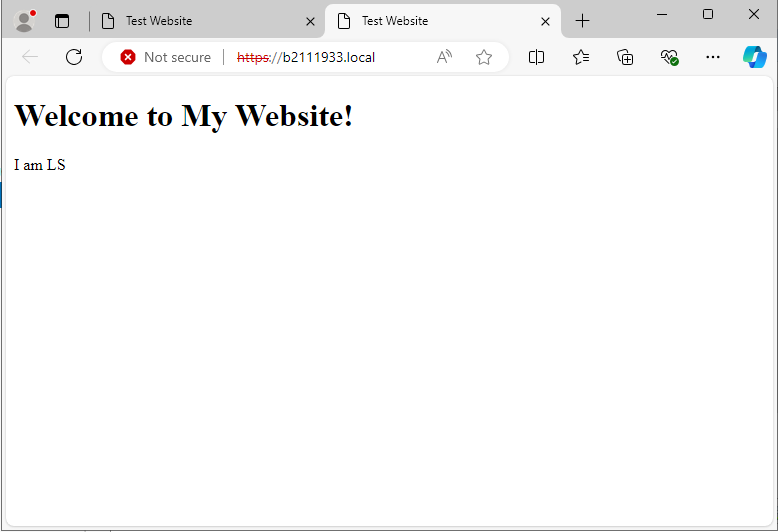 Test Website
Test Website
Not secure https://b2111933.local
Welcome to My Website!
I am LS